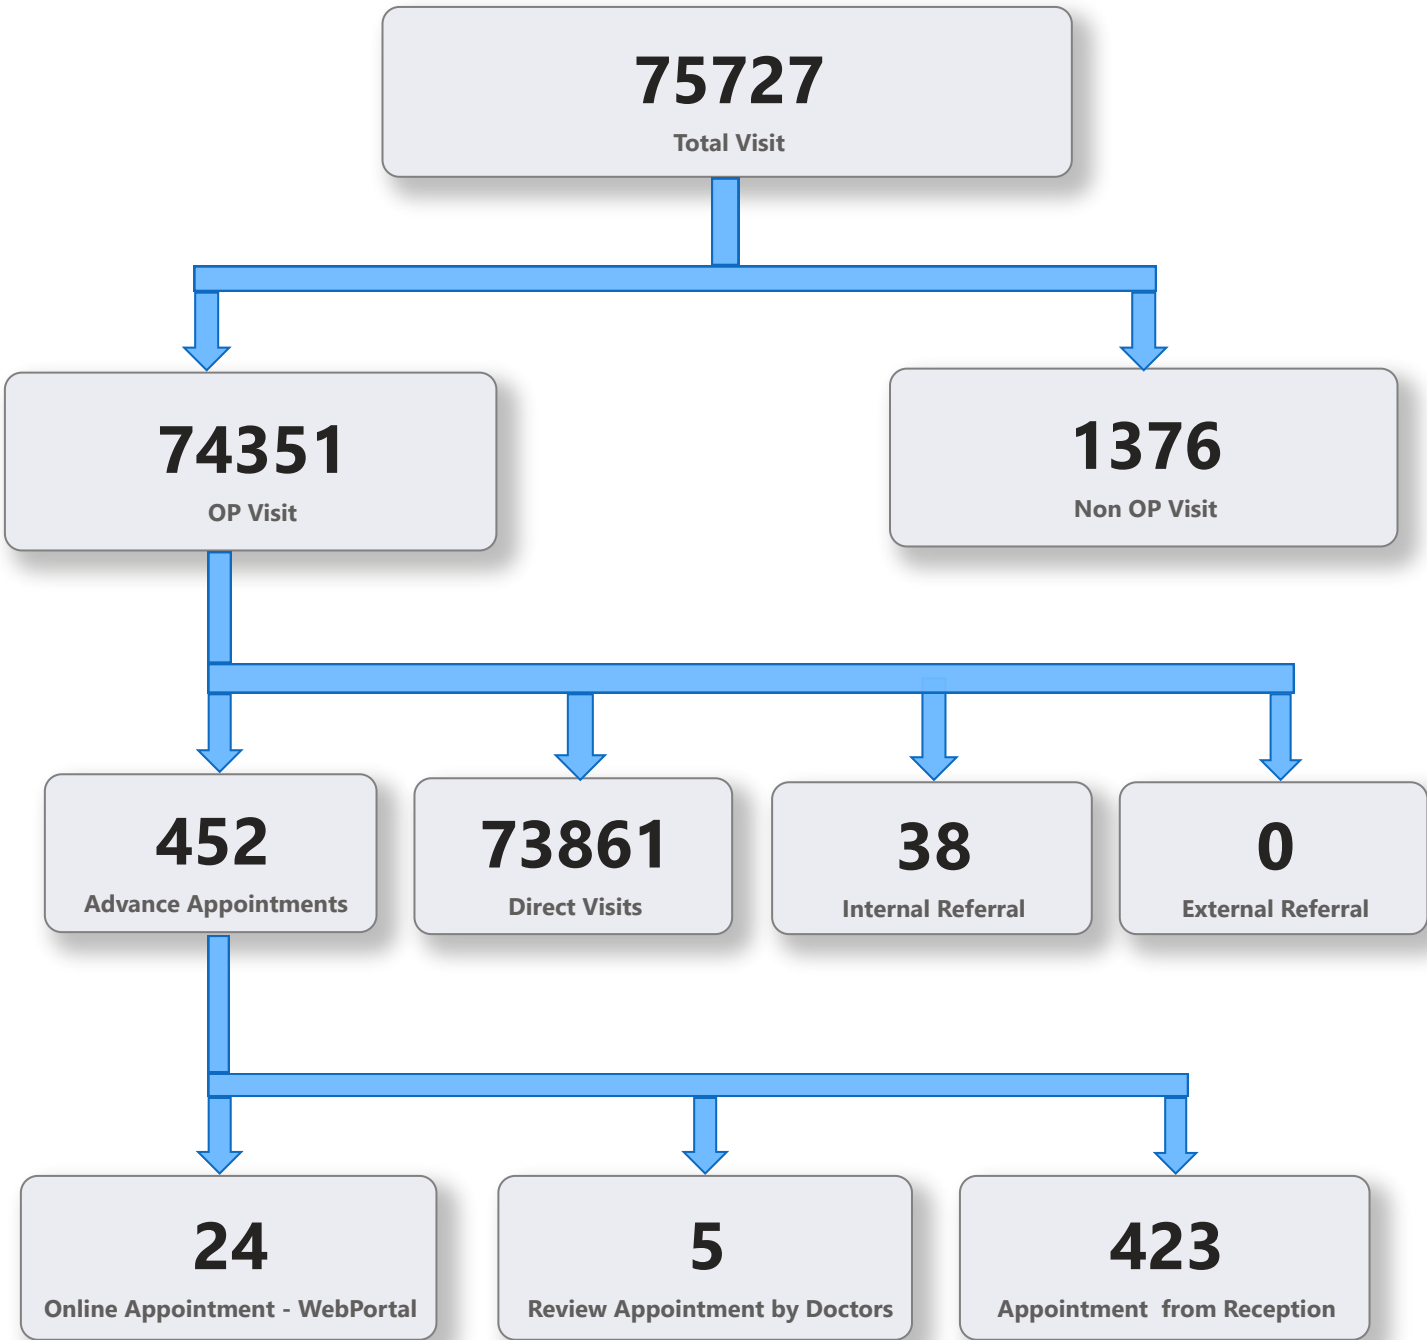 75727
Total Visit
74351
OP Visit
1376
Non OP Visit
452
Advance Appointments
73861
Direct Visits
38
Internal Referral
0
External Referral
24
Online Appointment - WebPortal
5
Review Appointment by Doctors
423
Appointment  from Reception